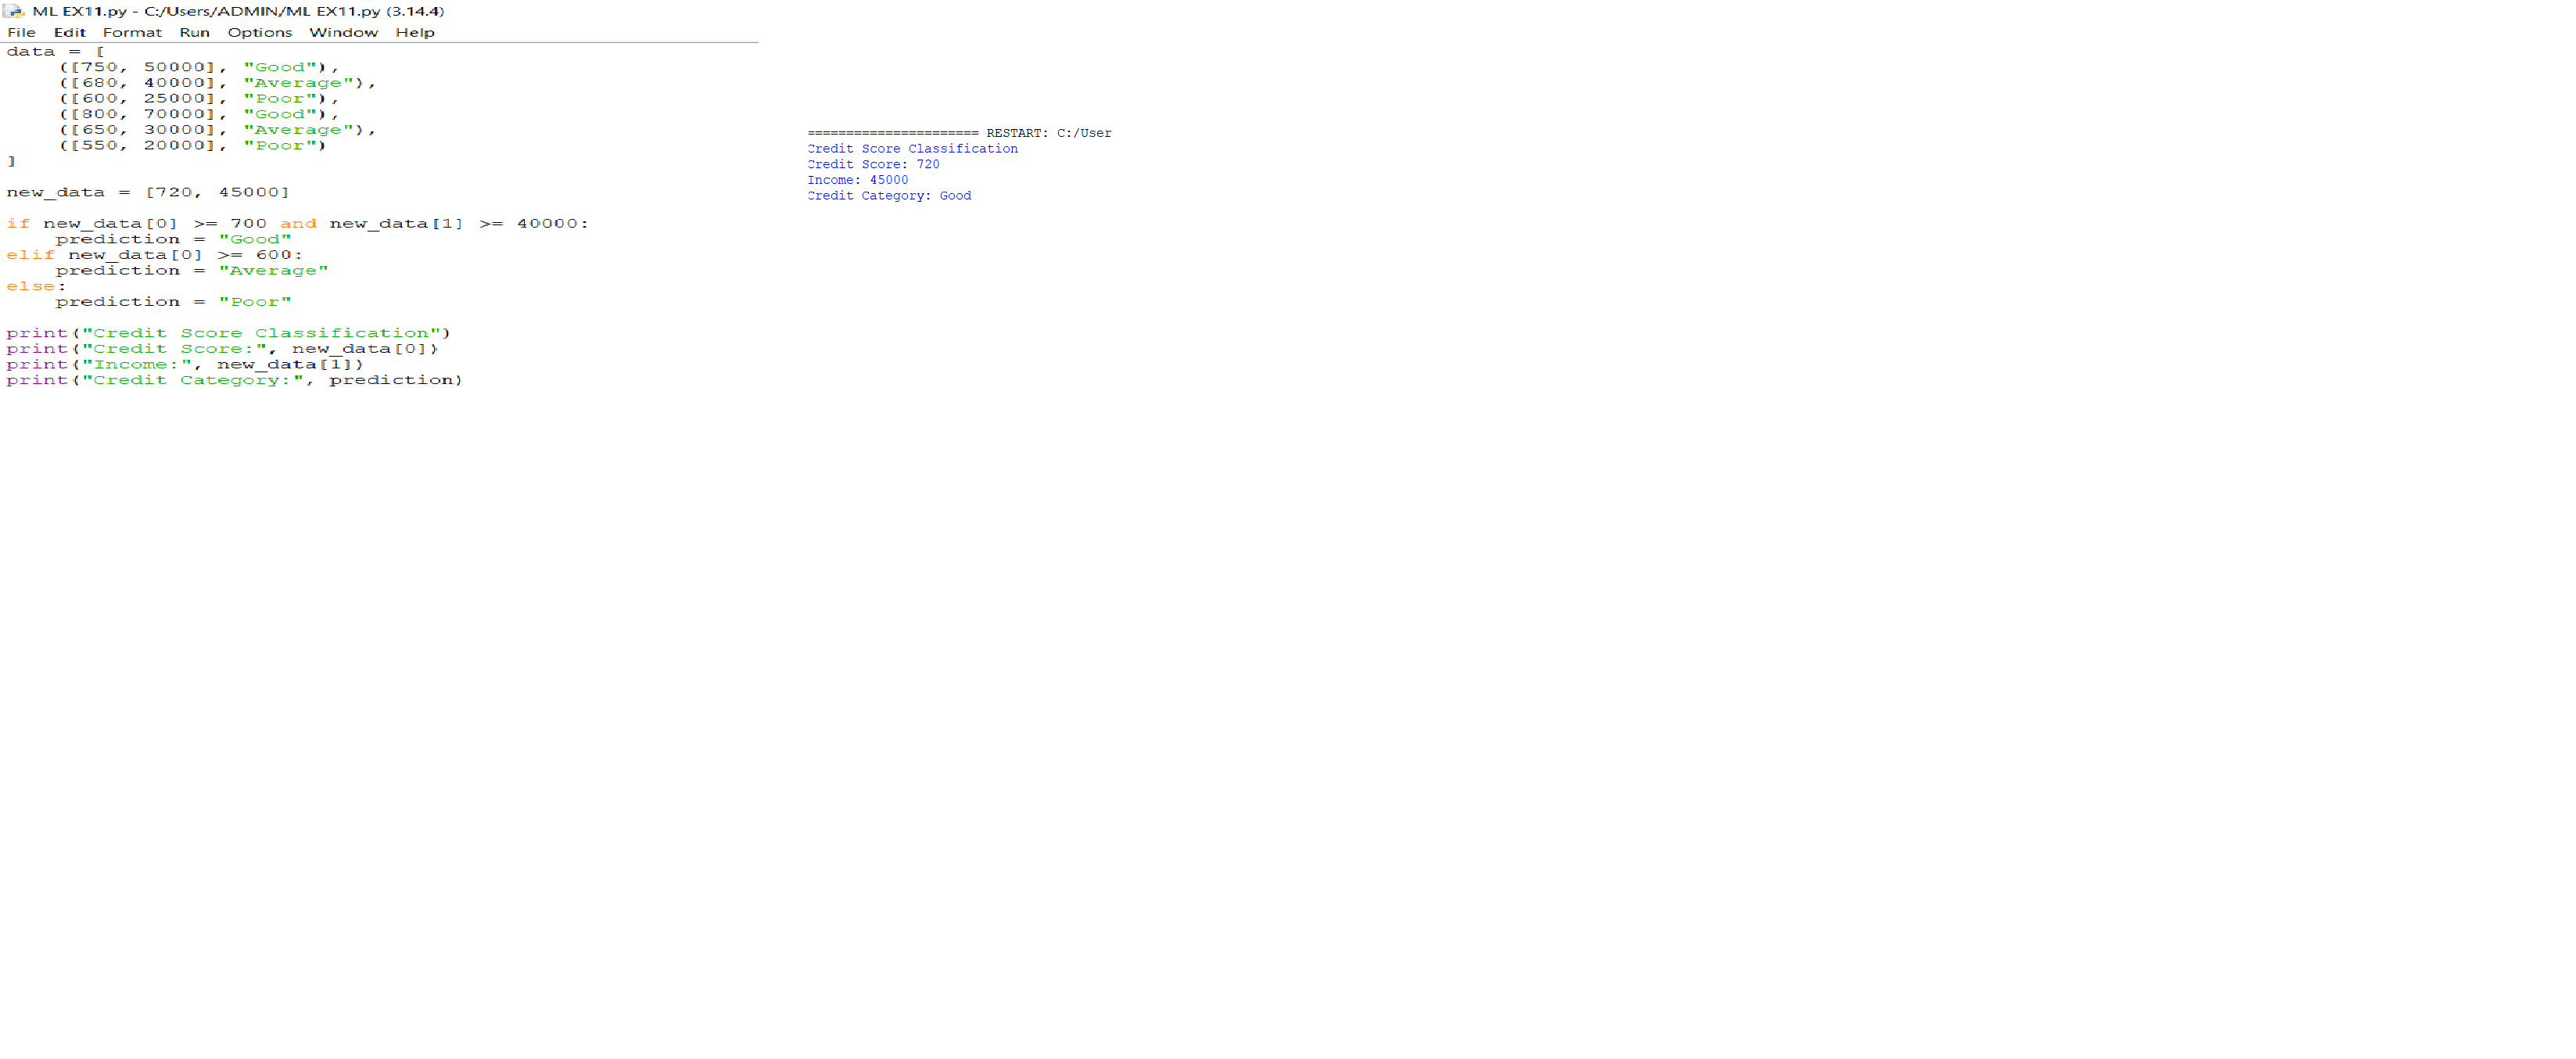 ML EX11.py - C:/Users/ADMIN/ML EX11.py (3.14.4)
File Edit Format Run Options Window Help
data = [
    ([750, 50000], "Good"),
    ([680, 40000], "Average"),
    ([600, 25000], "Poor"),
    ([800, 70000], "Good"),
    ([650, 30000], "Average"),
    ([550, 20000], "Poor")
]
new_data = [720, 45000]
if new_data[0] >= 700 and new_data[1] >= 40000:
    prediction = "Good"
elif new_data[0] >= 600:
    prediction = "Average"
else:
    prediction = "Poor"
print("Credit Score Classification")
print("Credit Score:", new_data[0])
print("Income:", new_data[1])
print("Credit Category:", prediction)
====================== RESTART: C:/User
Credit Score Classification
Credit Score: 720
Income: 45000
Credit Category: Good